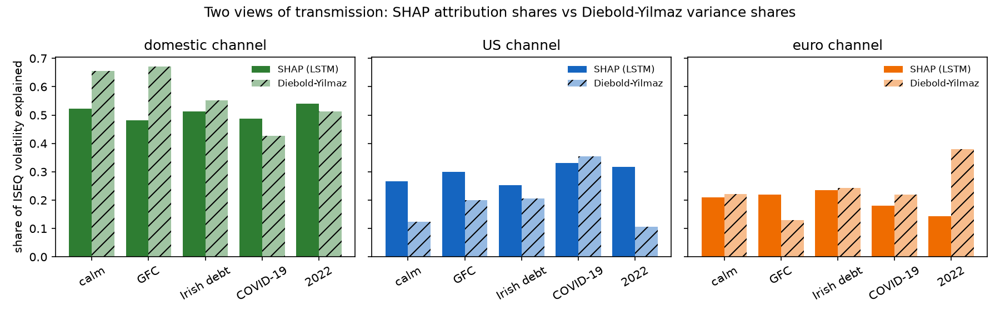 Two views of transmission: SHAP attribution shares vs Diebold-Yilmaz variance shares
domestic channel
share of ISEQ volatility explained
0.7
0.6
0.5
0.4
0.3
0.2
0.1
0.0
SHAP (LSTM)
Diebold-Yilmaz
calm
GFC
Irish debt
COVID-19
2022
US channel
SHAP (LSTM)
Diebold-Yilmaz
calm
GFC
Irish debt
COVID-19
2022
euro channel
SHAP (LSTM)
Diebold-Yilmaz
calm
GFC
Irish debt
COVID-19
2022